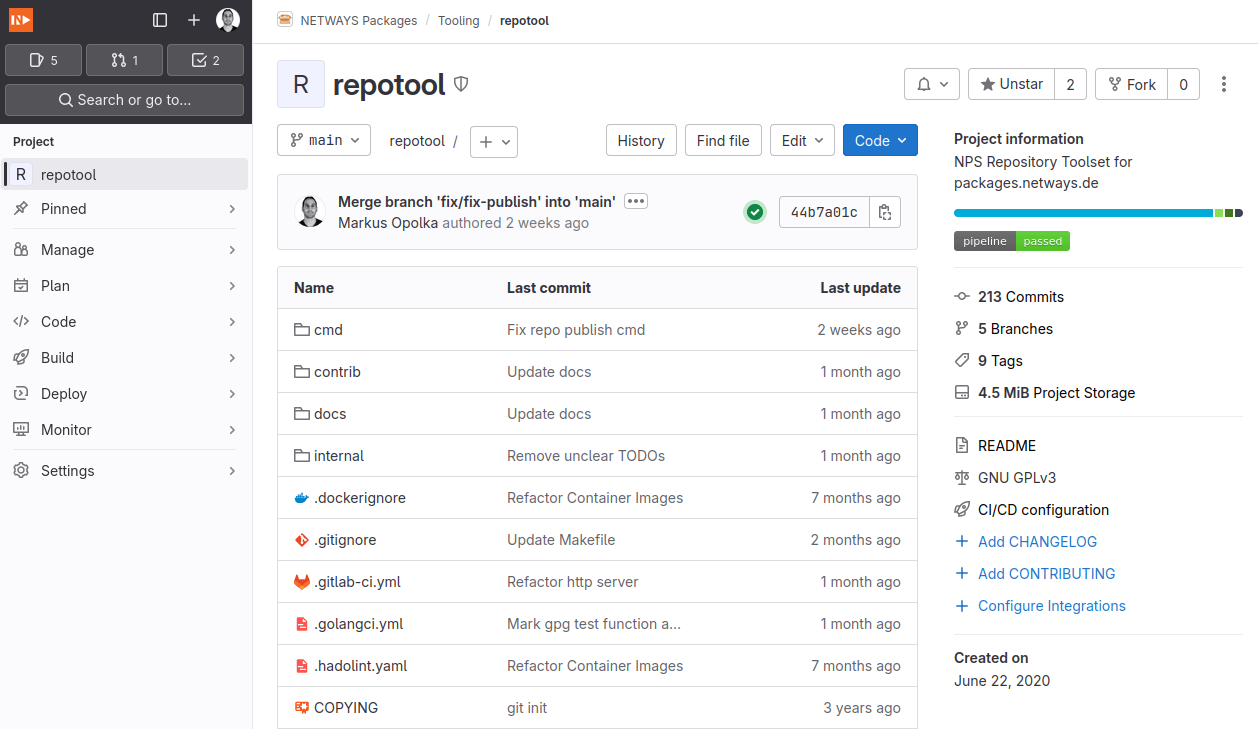 5
1
2
Search or go to...
Project
R repotool
Pinned
Manage
Plan
Code
Build
Deploy
Monitor
Settings
NETWAYS Packages / Tooling / repotool
R repotool
Unstar 2
Fork 0
main
repotool /
History
Find file
Edit
Code
Merge branch 'fix/fix-publish' into 'main'
Markus Opolka authored 2 weeks ago
44b7a01c
Name Last commit Last update
cmd Fix repo publish cmd 2 weeks ago
contrib Update docs 1 month ago
docs Update docs 1 month ago
internal Remove unclear TODOs 1 month ago
.dockerignore Refactor Container Images 7 months ago
.gitignore Update Makefile 2 months ago
.gitlab-ci.yml Refactor http server 1 month ago
.golangci.yml Mark gpg test function a... 1 month ago
.hadolint.yaml Refactor Container Images 7 months ago
COPYING git init 3 years ago
Project information
NPS Repository Toolset for
packages.netways.de
pipeline passed
213 Commits
5 Branches
9 Tags
4.5 MiB Project Storage
README
GNU GPLv3
CI/CD configuration
Add CHANGELOG
Add CONTRIBUTING
Configure Integrations
Created on
June 22, 2020